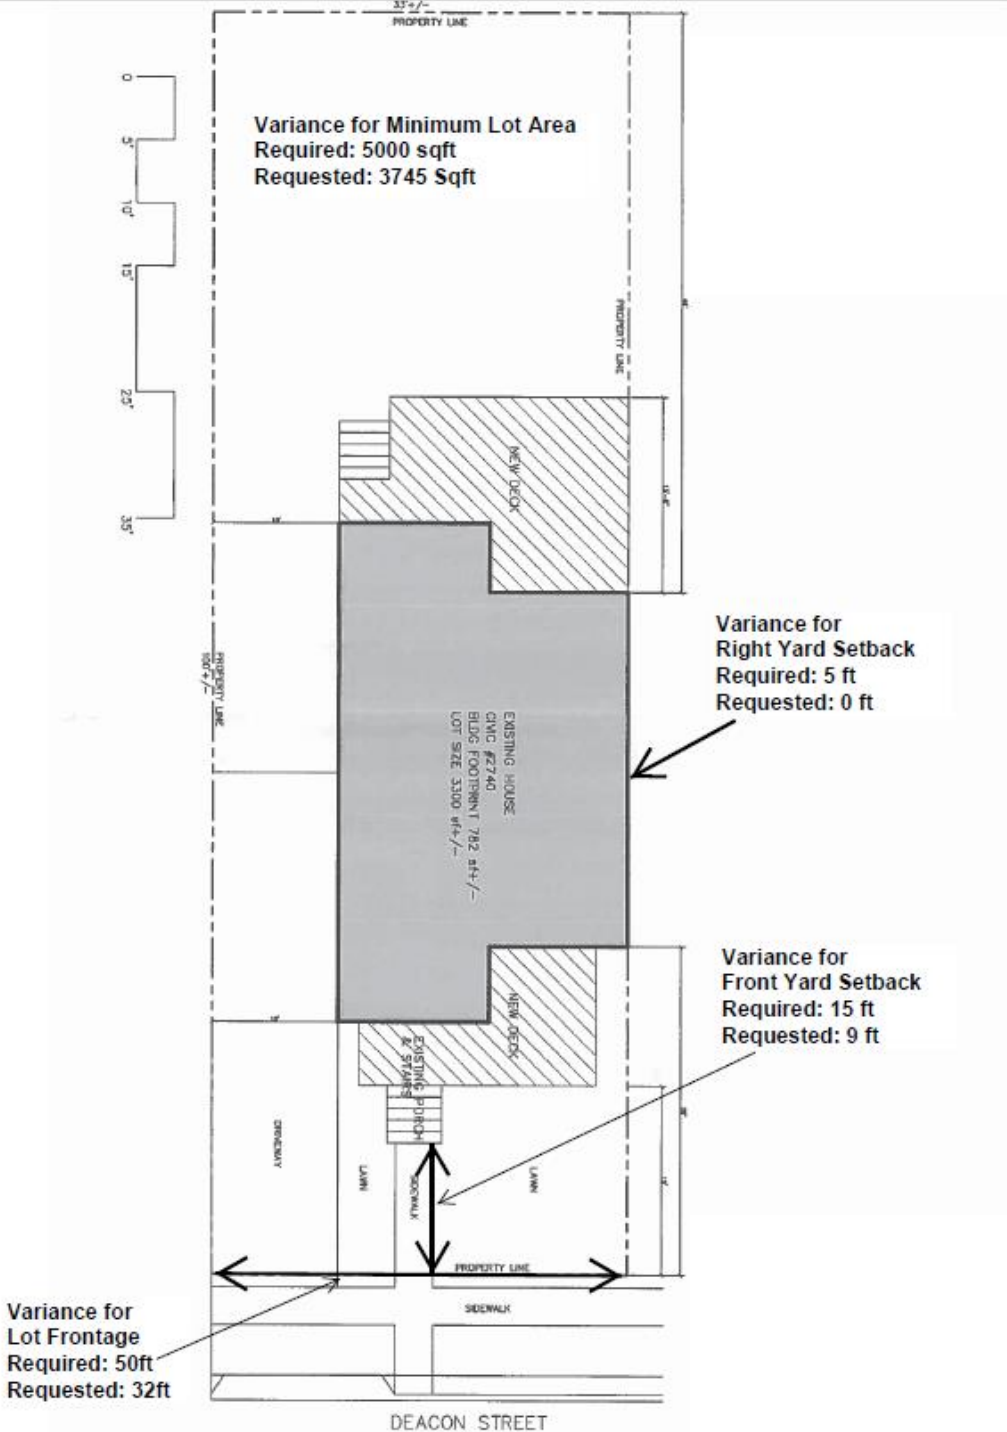 33'+/-
PROPERTY LINE
0
5'
10'
15'
25'
35'
Variance for Minimum Lot Area
Required: 5000 sqft
Requested: 3745 Sqft
PROPERTY LINE
NEW DECK
10'
PROPERTY LINE
100'+/-
Variance for
Right Yard Setback
Required: 5 ft
Requested: 0 ft
EXISTING HOUSE
CIVIC #2740
BLDG FOOTPRINT 782 sf+/-
LOT SIZE 3300 sf+/-
Variance for
Front Yard Setback
Required: 15 ft
Requested: 9 ft
NEW DECK
10'
EXISTING PORCH
& STAIRS
DRIVEWAY
LAWN
SIDEWALK
LAWN
PROPERTY LINE
SIDEWALK
Variance for
Lot Frontage
Required: 50ft
Requested: 32ft
DEACON STREET